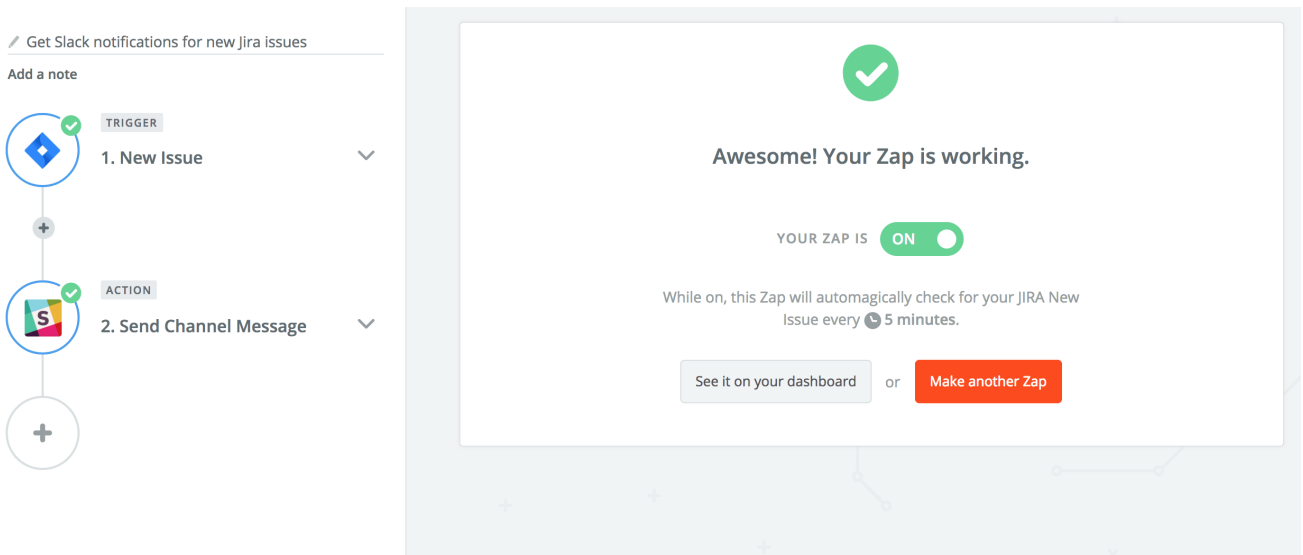 Get Slack notifications for new Jira issues
Add a note
TRIGGER
1. New Issue
ACTION
S
2. Send Channel Message
Awesome! Your Zap is working.
YOUR ZAP IS ON
While on, this Zap will automagically check for your JIRA New
Issue every 5 minutes.
See it on your dashboard or Make another Zap